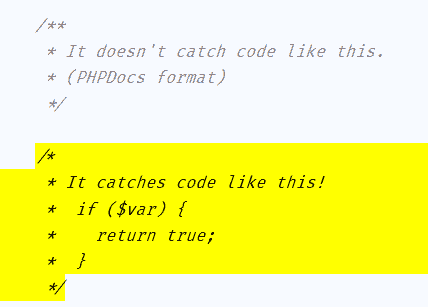 /**
 * It doesn't catch code like this.
 * (PHPDocs format)
 */
/*
 * It catches code like this!
 *  if ($var) {
 *    return true;
 *  }
 */